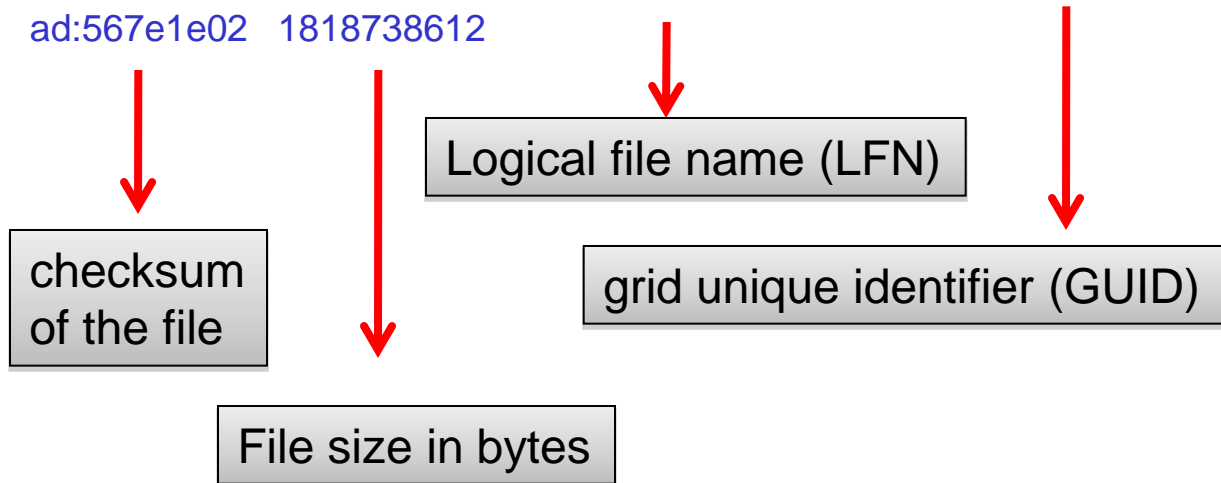 ad:567e1e02 1818738612
Logical file name (LFN)
checksum
of the file
grid unique identifier (GUID)
File size in bytes